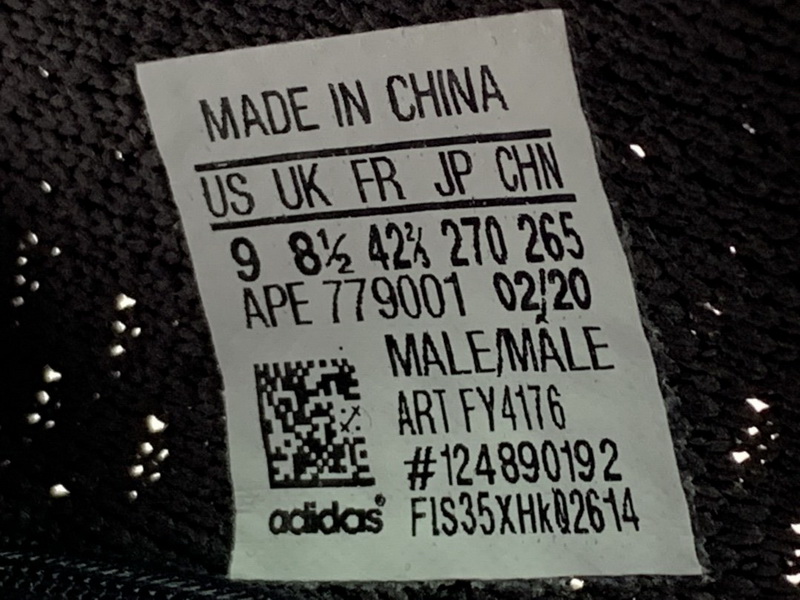 MADE IN CHINA
US UK FR JP CHN
9 8½ 42⅔ 270 265
APE 779001 02/20
MALE/MÂLE
ART FY4176
#124890192
adidas® FIS35XHkQ2614